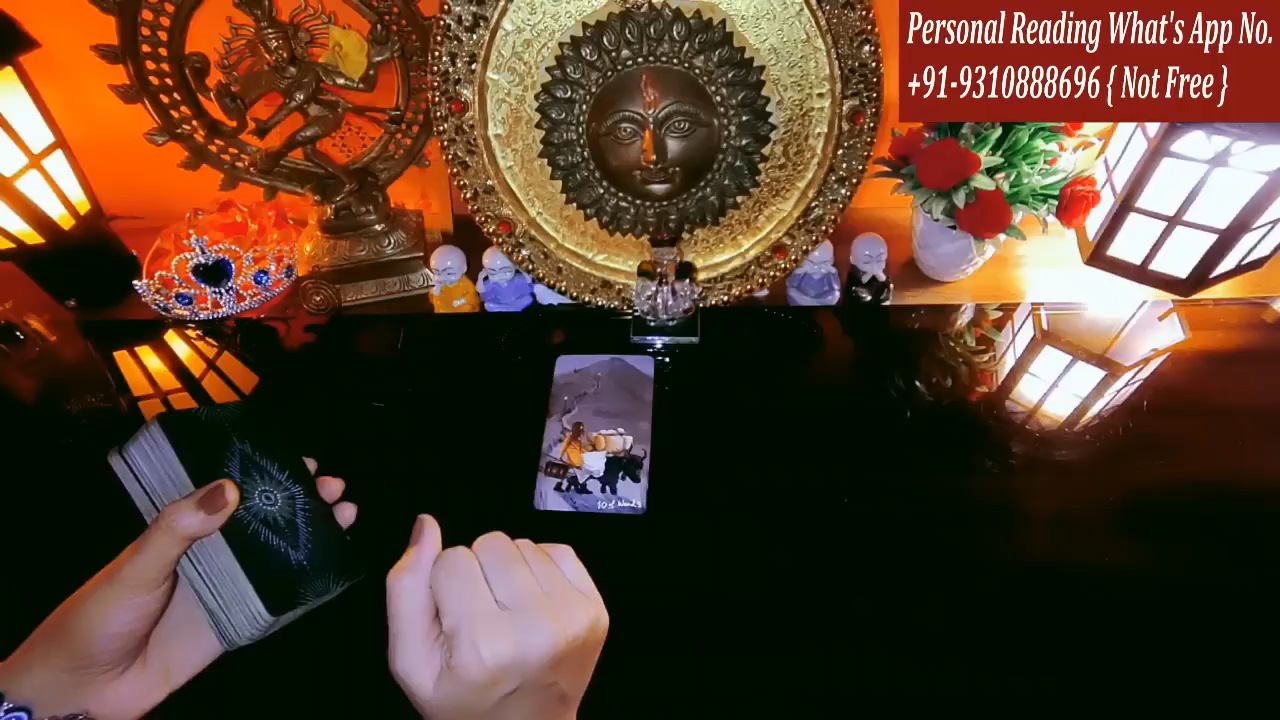 Personal Reading What's App No.
+91-9310888696 { Not Free }
10 of Wands